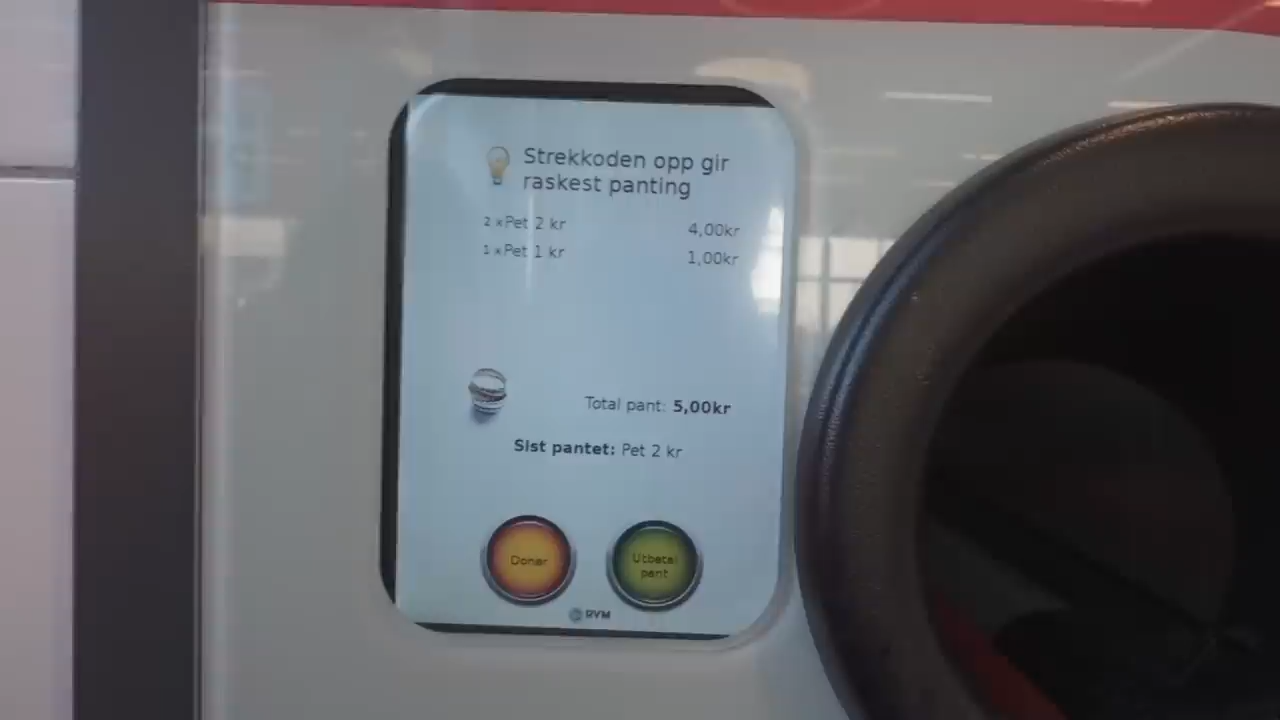 Strekkoden opp gir
raskest panting
2 x Pet 2 kr 4,00kr
1 x Pet 1 kr 1,00kr
Total pant: 5,00kr
Sist pantet: Pet 2 kr
Doner
Utbetal
pant
RVM